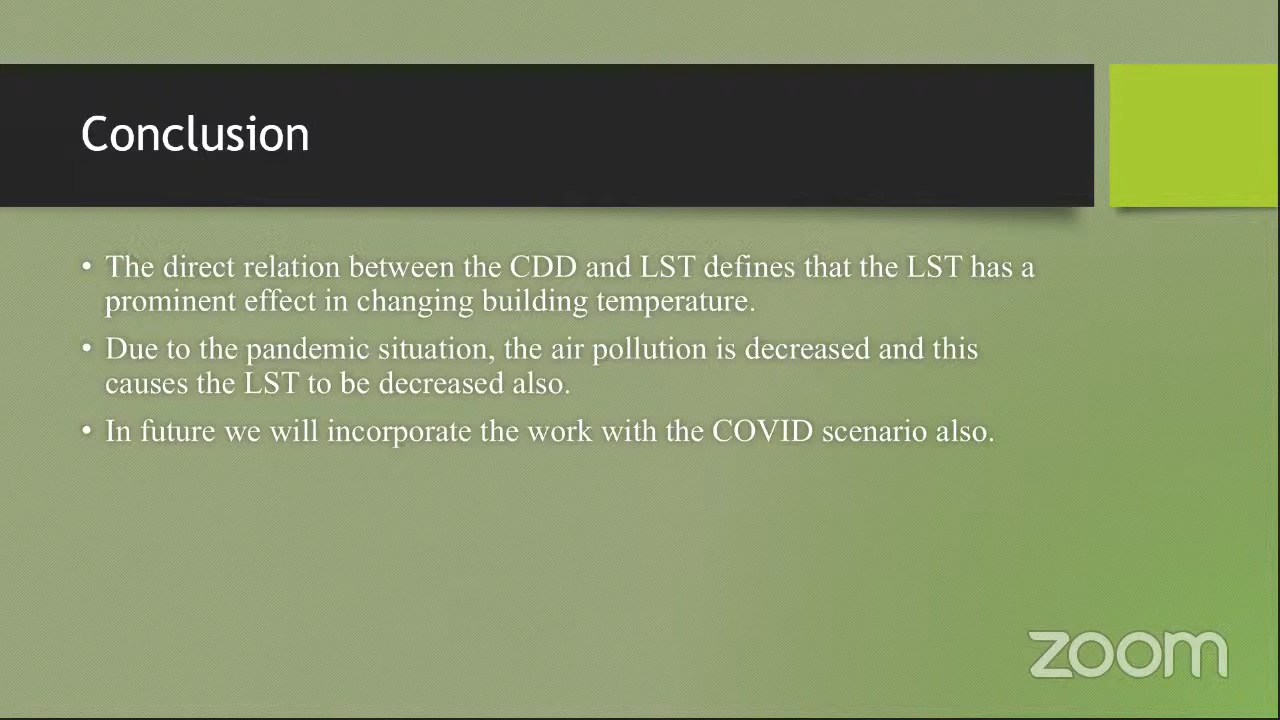 Conclusion
• The direct relation between the CDD and LST defines that the LST has a
prominent effect in changing building temperature.
• Due to the pandemic situation, the air pollution is decreased and this
causes the LST to be decreased also.
• In future we will incorporate the work with the COVID scenario also.
zoom